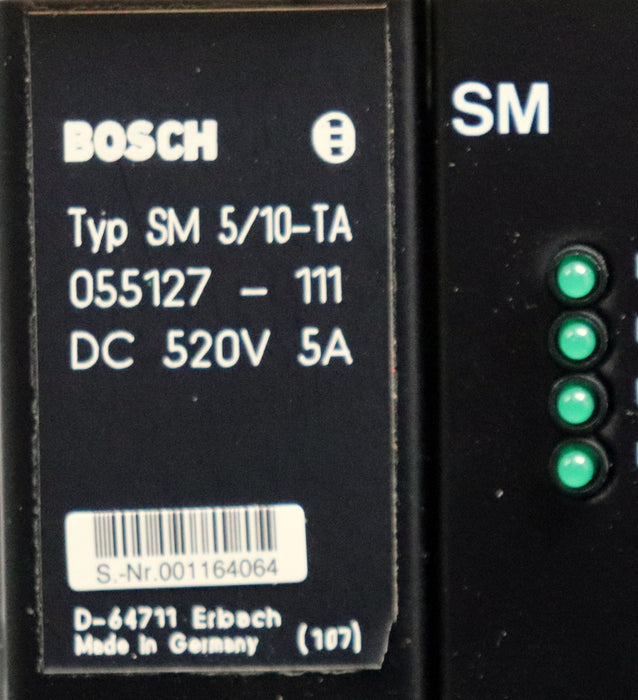 BOSCH
Typ SM 5/10-TA
055127 - 111
DC 520V 5A
S.-Nr.001164064
D-64711 Erbach
Made in Germany (107)
SM